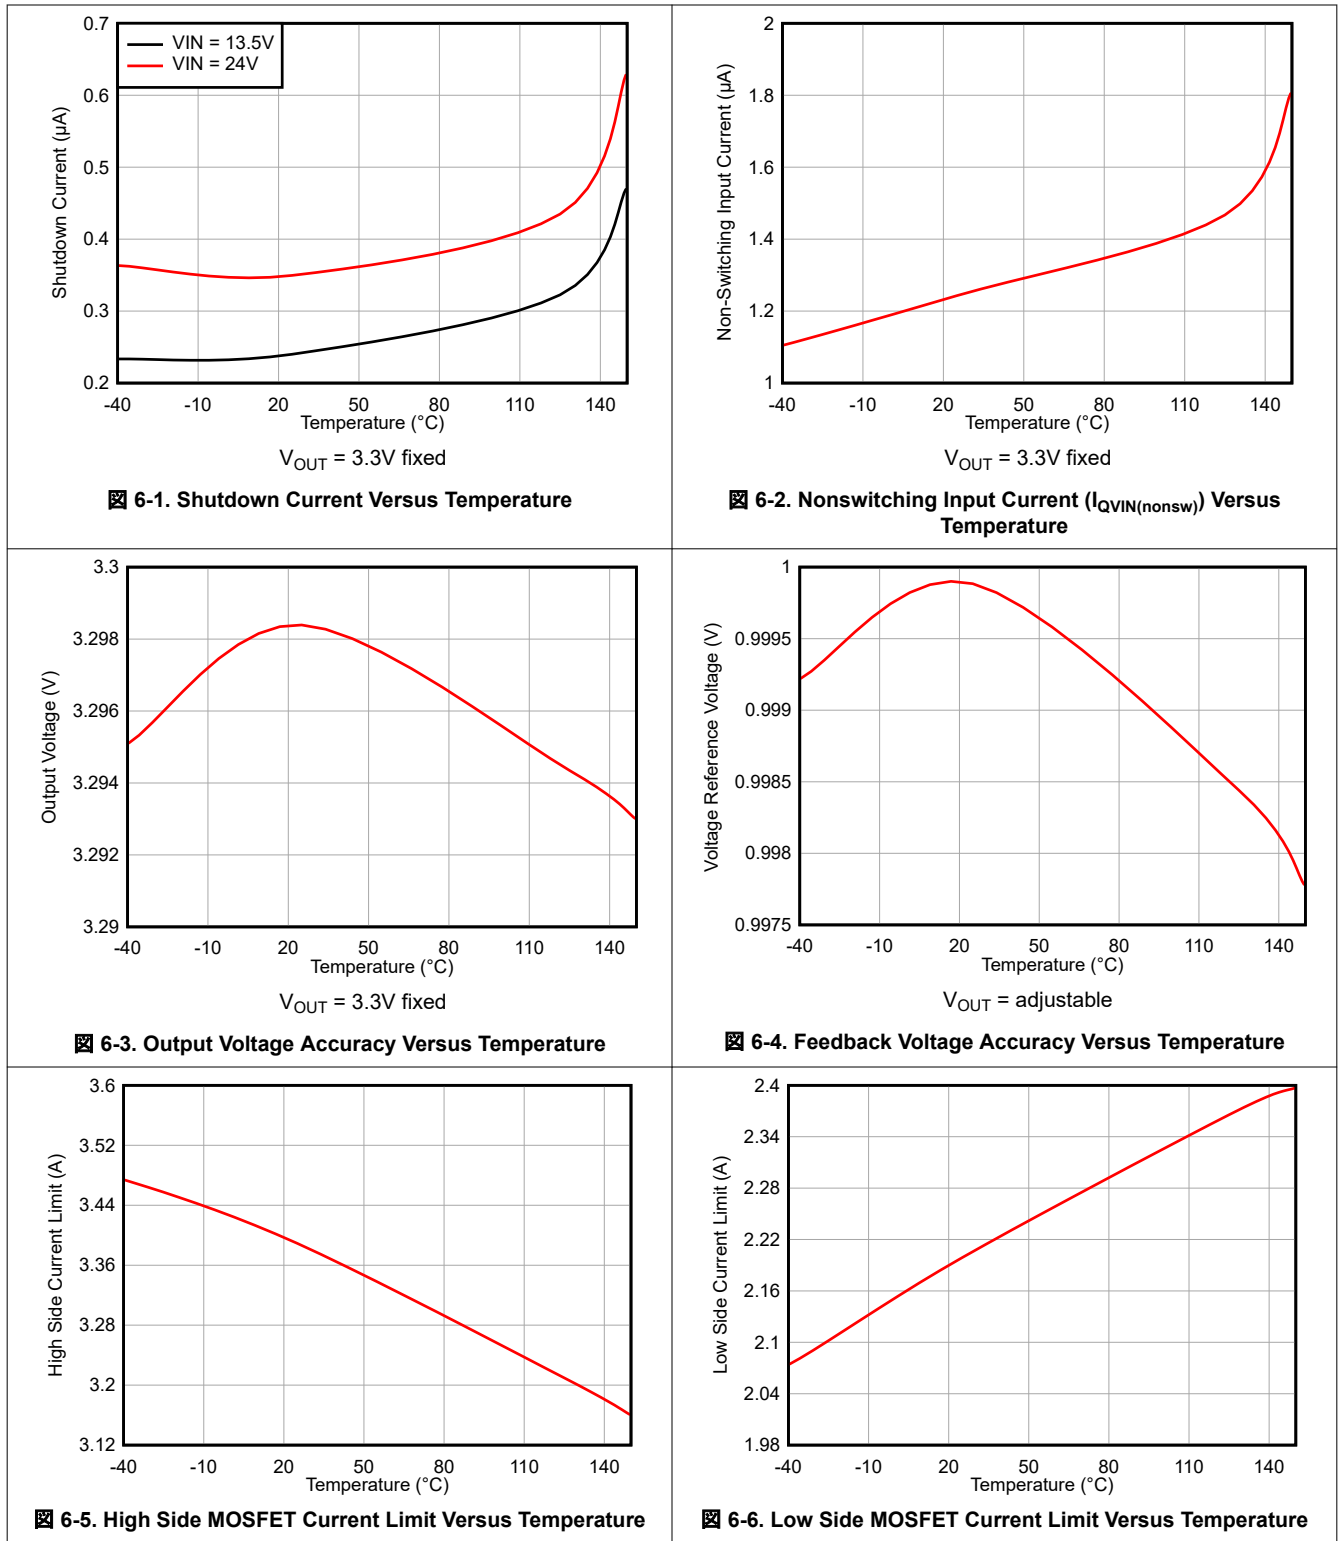 0.7
0.6
0.5
0.4
0.3
0.2
VIN = 13.5V
VIN = 24V
Shutdown Current (µA)
-40 -10 20 50 80 110 140
Temperature (°C)
VOUT = 3.3V fixed
図 6-1. Shutdown Current Versus Temperature
2
1.8
1.6
1.4
1.2
1
Non-Switching Input Current (µA)
-40 -10 20 50 80 110 140
Temperature (°C)
VOUT = 3.3V fixed
図 6-2. Nonswitching Input Current (IQVIN(nonsw)) Versus
Temperature
3.3
3.298
3.296
3.294
3.292
3.29
Output Voltage (V)
-40 -10 20 50 80 110 140
Temperature (°C)
VOUT = 3.3V fixed
図 6-3. Output Voltage Accuracy Versus Temperature
1
0.9995
0.999
0.9985
0.998
0.9975
Voltage Reference Voltage (V)
-40 -10 20 50 80 110 140
Temperature (°C)
VOUT = adjustable
図 6-4. Feedback Voltage Accuracy Versus Temperature
3.6
3.52
3.44
3.36
3.28
3.2
3.12
High Side Current Limit (A)
-40 -10 20 50 80 110 140
Temperature (°C)
図 6-5. High Side MOSFET Current Limit Versus Temperature
2.4
2.34
2.28
2.22
2.16
2.1
2.04
1.98
Low Side Current Limit (A)
-40 -10 20 50 80 110 140
Temperature (°C)
図 6-6. Low Side MOSFET Current Limit Versus Temperature